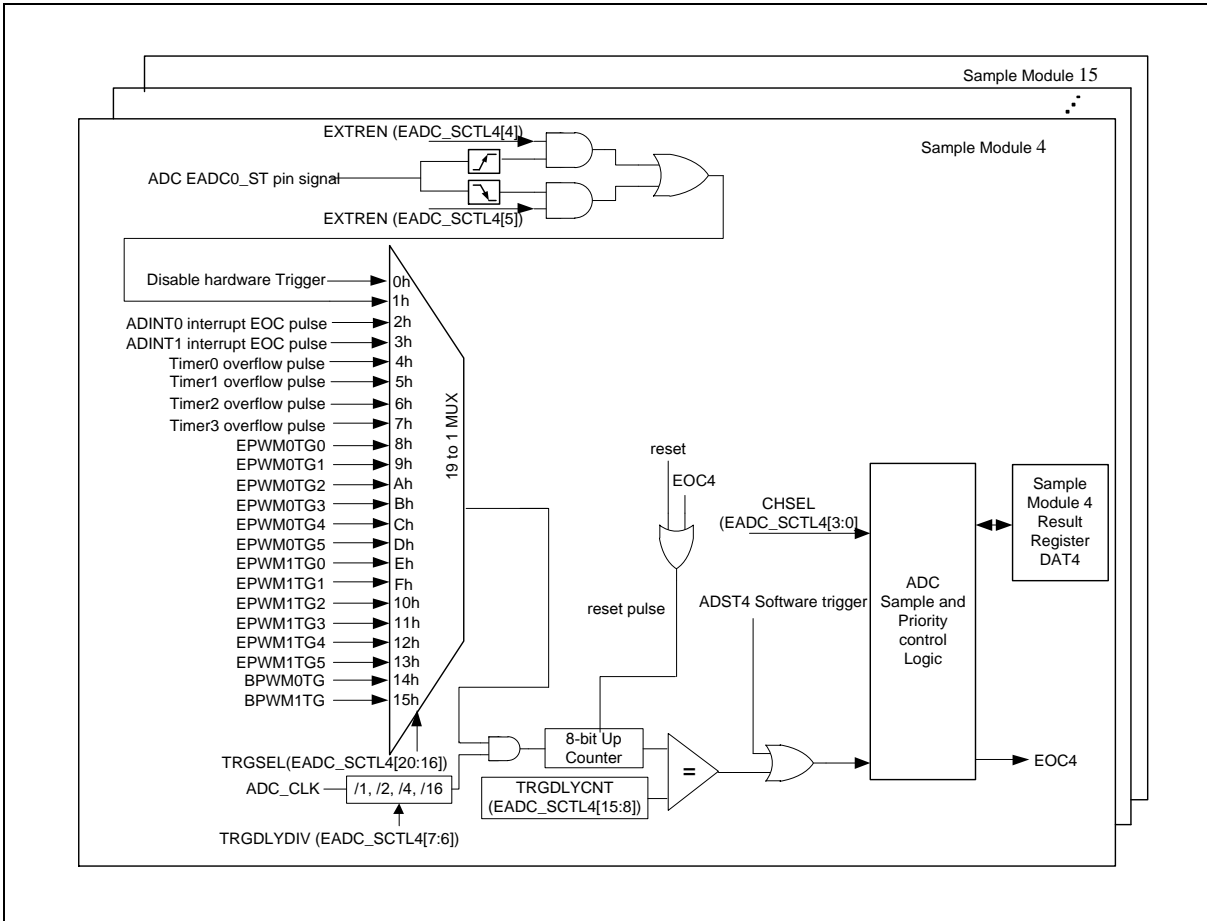 Sample Module 15
Sample Module 4
EXTREN (EADC_SCTL4[4])
ADC EADC0_ST pin signal
EXTREN (EADC_SCTL4[5])
Disable hardware Trigger
0h
1h
ADINT0 interrupt EOC pulse
2h
ADINT1 interrupt EOC pulse
3h
Timer0 overflow pulse
4h
Timer1 overflow pulse
5h
Timer2 overflow pulse
6h
Timer3 overflow pulse
7h
EPWM0TG0
8h
EPWM0TG1
9h
EPWM0TG2
Ah
EPWM0TG3
Bh
EPWM0TG4
Ch
EPWM0TG5
Dh
EPWM1TG0
Eh
EPWM1TG1
Fh
EPWM1TG2
10h
EPWM1TG3
11h
EPWM1TG4
12h
EPWM1TG5
13h
BPWM0TG
14h
BPWM1TG
15h
19 to 1 MUX
TRGSEL(EADC_SCTL4[20:16])
ADC_CLK
/1, /2, /4, /16
TRGDLYDIV (EADC_SCTL4[7:6])
reset
EOC4
reset pulse
8-bit Up
Counter
TRGDLYCNT
(EADC_SCTL4[15:8])
=
CHSEL
(EADC_SCTL4[3:0])
ADST4 Software trigger
ADC
Sample and
Priority
control
Logic
Sample
Module 4
Result
Register
DAT4
EOC4